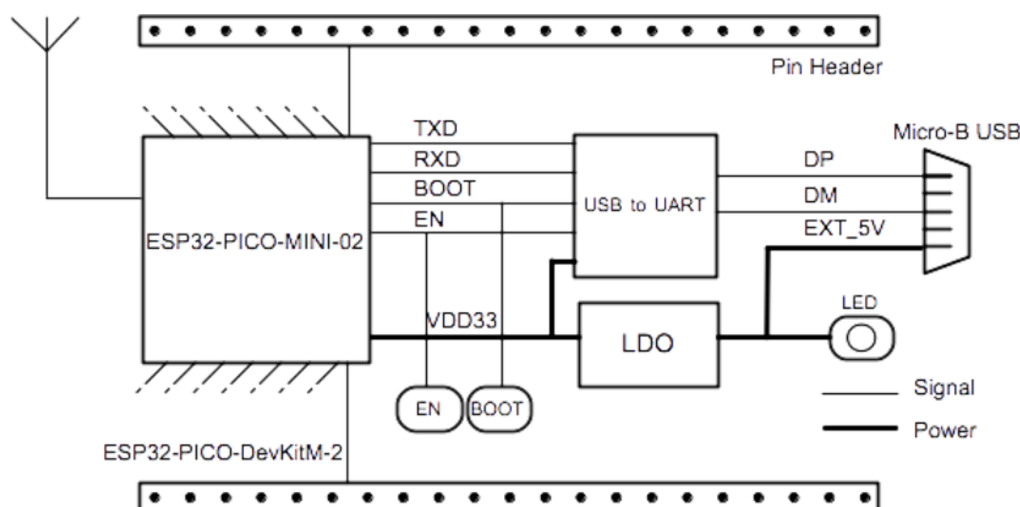 Pin Header
Micro-B USB
TXD
RXD
BOOT
EN
DP
DM
EXT_5V
USB to UART
ESP32-PICO-MINI-02
VDD33
LDO
LED
EN
BOOT
Signal
Power
ESP32-PICO-DevKitM-2